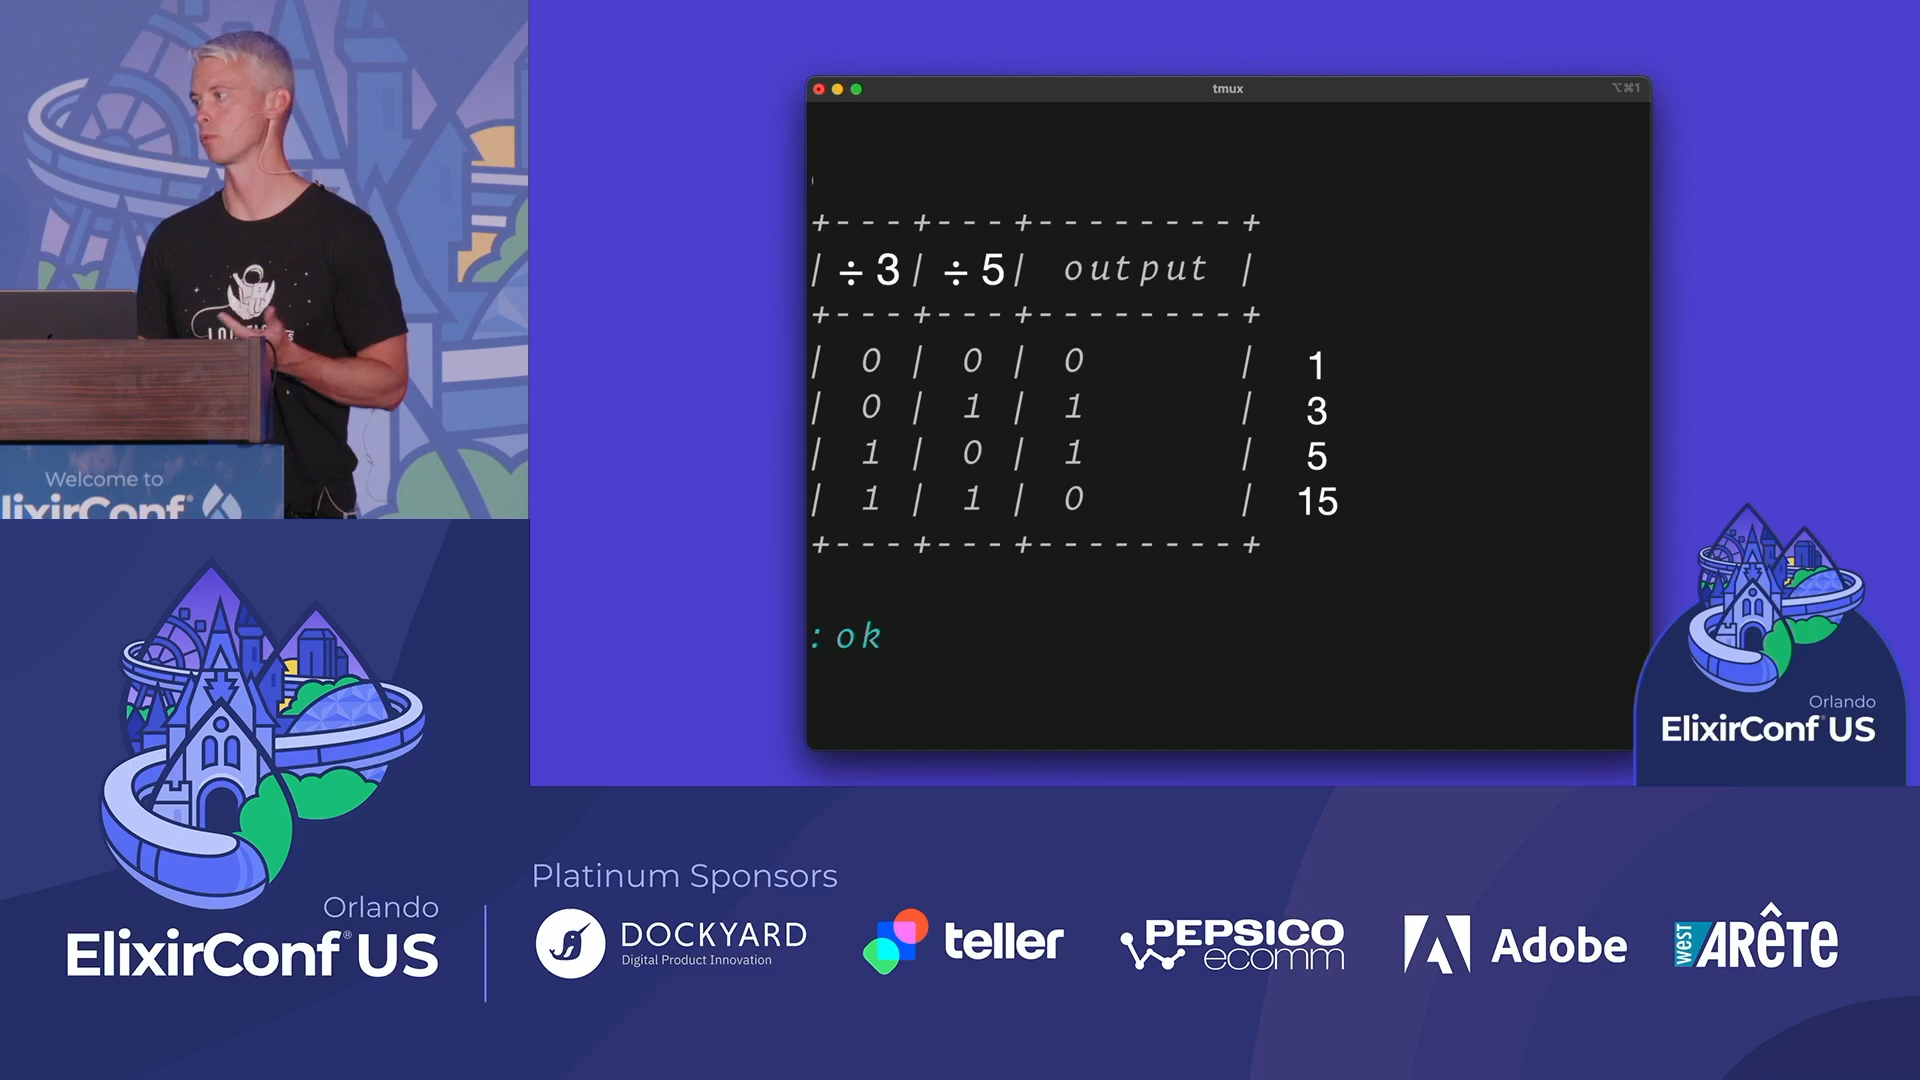 Welcome to
lixirConf
tmux
⌥⌘1
+---+---+--------+
| ÷ 3 | ÷ 5 | output |
+---+---+--------+
| 0 | 0 | 0 | 1
| 0 | 1 | 1 | 3
| 1 | 0 | 1 | 5
| 1 | 1 | 0 | 15
+---+---+--------+
:ok
Orlando
ElixirConf US
Orlando
ElixirConf® US
Platinum Sponsors
DOCKYARD
Digital Product Innovation
teller
PEPSICO
ecomm
Adobe
west ARêTE